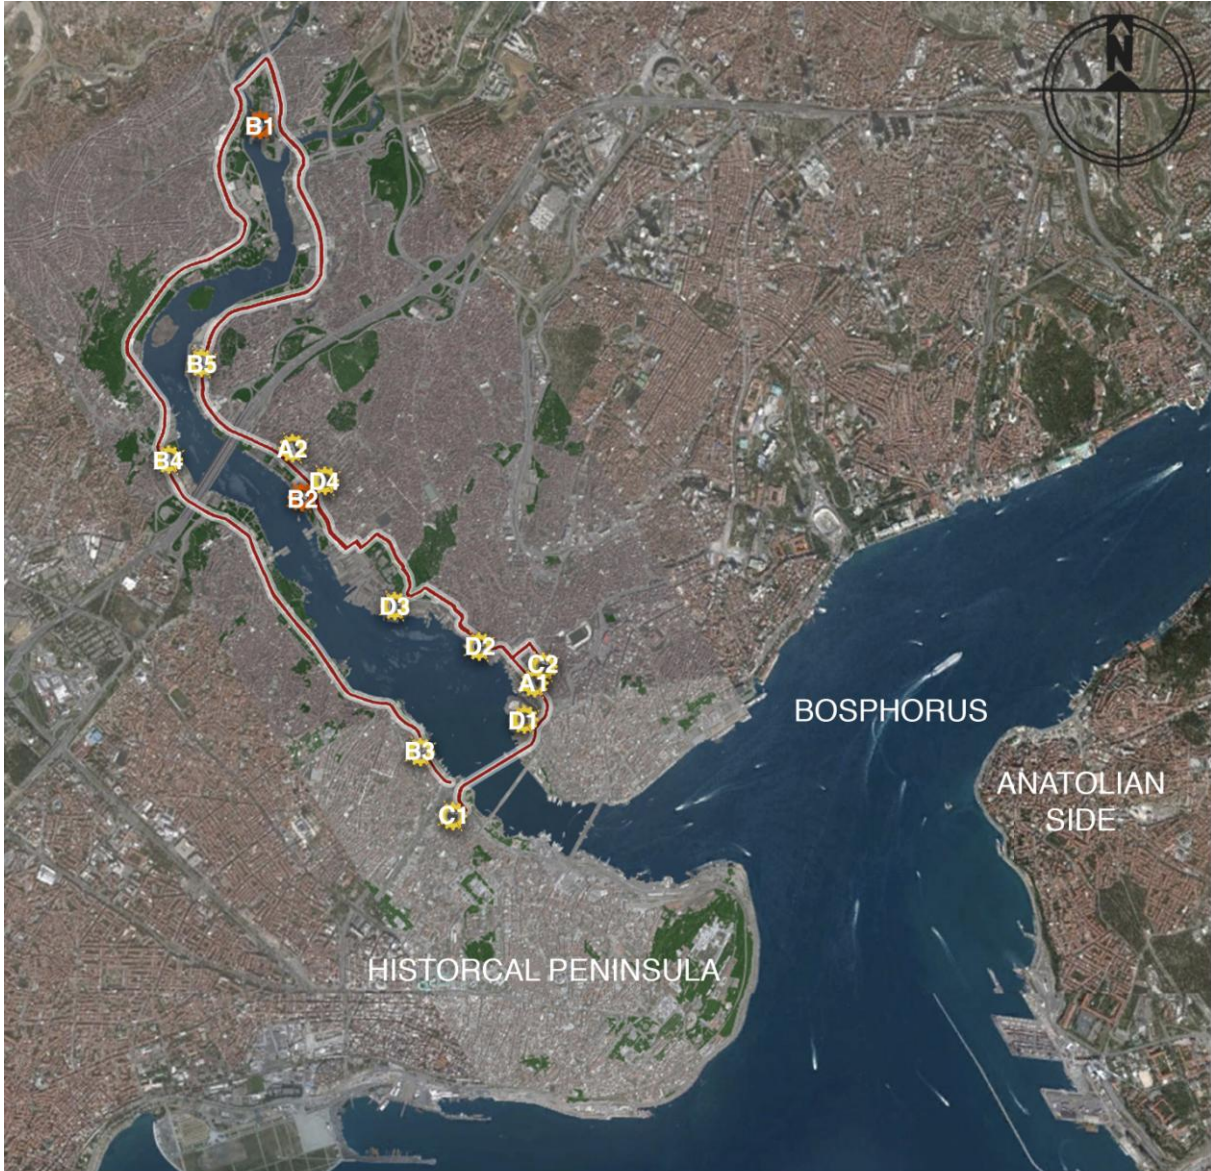 N
B1
B5
A2
B4
D4
B2
D3
D2
C2
A1
D1
BOSPHORUS
B3
ANATOLIAN
SIDE
C1
HISTORCAL PENINSULA